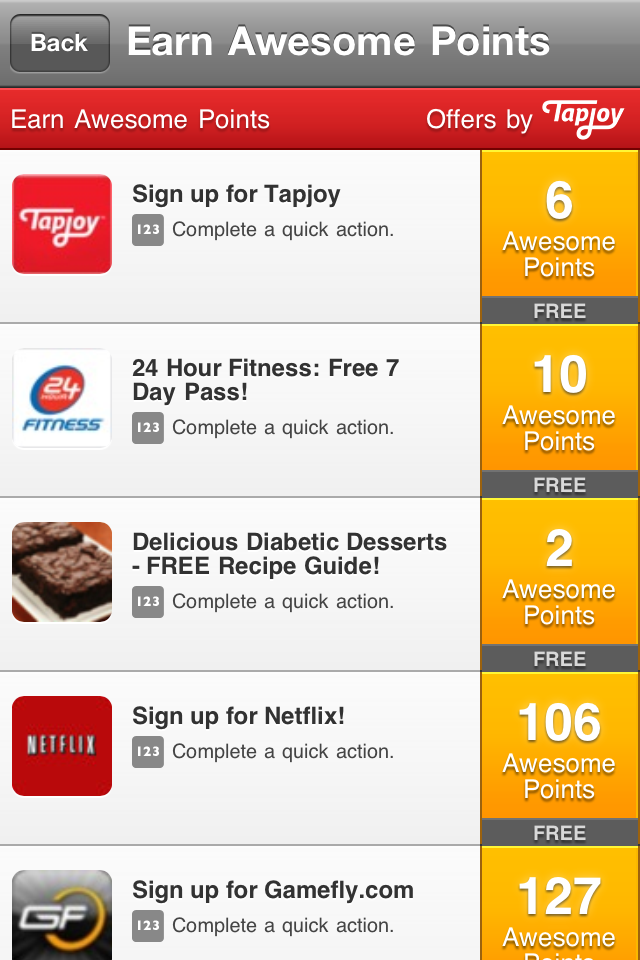 Back
Earn Awesome Points
Earn Awesome Points
Offers by Tapjoy
Tapjoy
Sign up for Tapjoy
123 Complete a quick action.
6
Awesome
Points
FREE
24
HOUR
FITNESS
24 Hour Fitness: Free 7
Day Pass!
123 Complete a quick action.
10
Awesome
Points
FREE
Delicious Diabetic Desserts
- FREE Recipe Guide!
123 Complete a quick action.
2
Awesome
Points
FREE
NETFLIX
Sign up for Netflix!
123 Complete a quick action.
106
Awesome
Points
FREE
GF
Sign up for Gamefly.com
123 Complete a quick action.
127
Awesome
Points